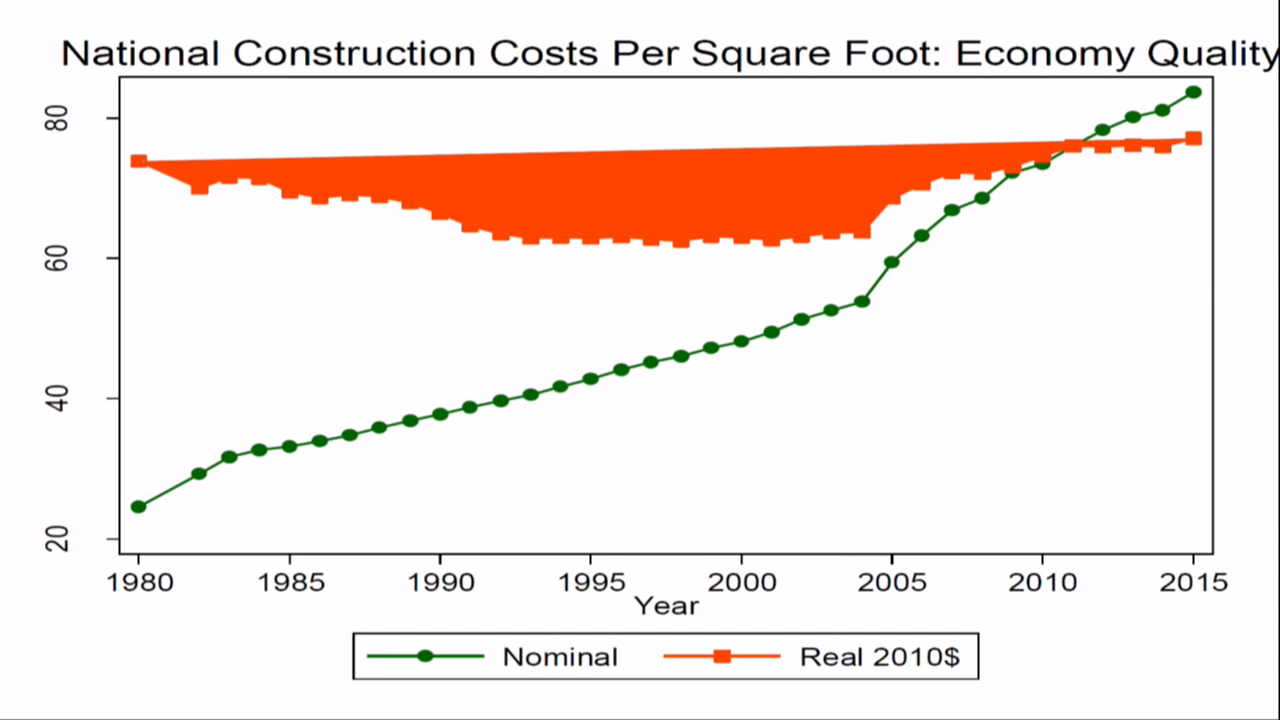 National Construction Costs Per Square Foot: Economy Quality
80
60
40
20
1980 1985 1990 1995 2000 2005 2010 2015
Year
Nominal Real 2010$